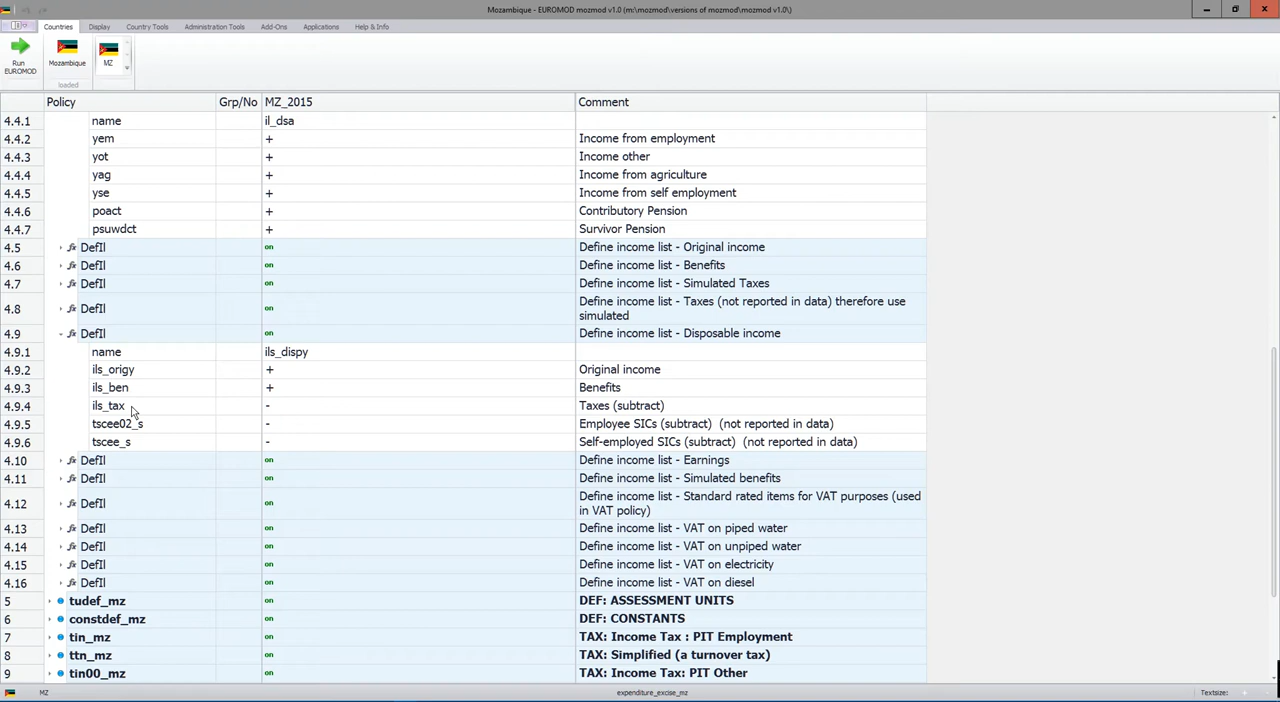 Mozambique - EUROMOD mozmod v1.0 (m:\mozmod\versions of mozmod\mozmod v1.0\)
Countries Display Country Tools Administration Tools Add-Ons Applications Help & Info
Run EUROMOD
Mozambique
MZ
loaded
Policy Grp/No MZ_2015 Comment
4.4.1 name il_dsa
4.4.2 yem + Income from employment
4.4.3 yot + Income other
4.4.4 yag + Income from agriculture
4.4.5 yse + Income from self employment
4.4.6 poact + Contributory Pension
4.4.7 psuwdct + Survivor Pension
4.5 fx DefIl on Define income list - Original income
4.6 fx DefIl on Define income list - Benefits
4.7 fx DefIl on Define income list - Simulated Taxes
4.8 fx DefIl on Define income list - Taxes (not reported in data) therefore use
simulated
4.9 fx DefIl on Define income list - Disposable income
4.9.1 name ils_dispy
4.9.2 ils_origy + Original income
4.9.3 ils_ben + Benefits
4.9.4 ils_tax - Taxes (subtract)
4.9.5 tscee02_s - Employee SICs (subtract) (not reported in data)
4.9.6 tscee_s - Self-employed SICs (subtract) (not reported in data)
4.10 fx DefIl on Define income list - Earnings
4.11 fx DefIl on Define income list - Simulated benefits
4.12 fx DefIl on Define income list - Standard rated items for VAT purposes (used
in VAT policy)
4.13 fx DefIl on Define income list - VAT on piped water
4.14 fx DefIl on Define income list - VAT on unpiped water
4.15 fx DefIl on Define income list - VAT on electricity
4.16 fx DefIl on Define income list - VAT on diesel
5 tudef_mz on DEF: ASSESSMENT UNITS
6 constdef_mz on DEF: CONSTANTS
7 tin_mz on TAX: Income Tax : PIT Employment
8 ttn_mz on TAX: Simplified (a turnover tax)
9 tin00_mz on TAX: Income Tax: PIT Other
MZ expenditure_excise_mz Textsize: + -